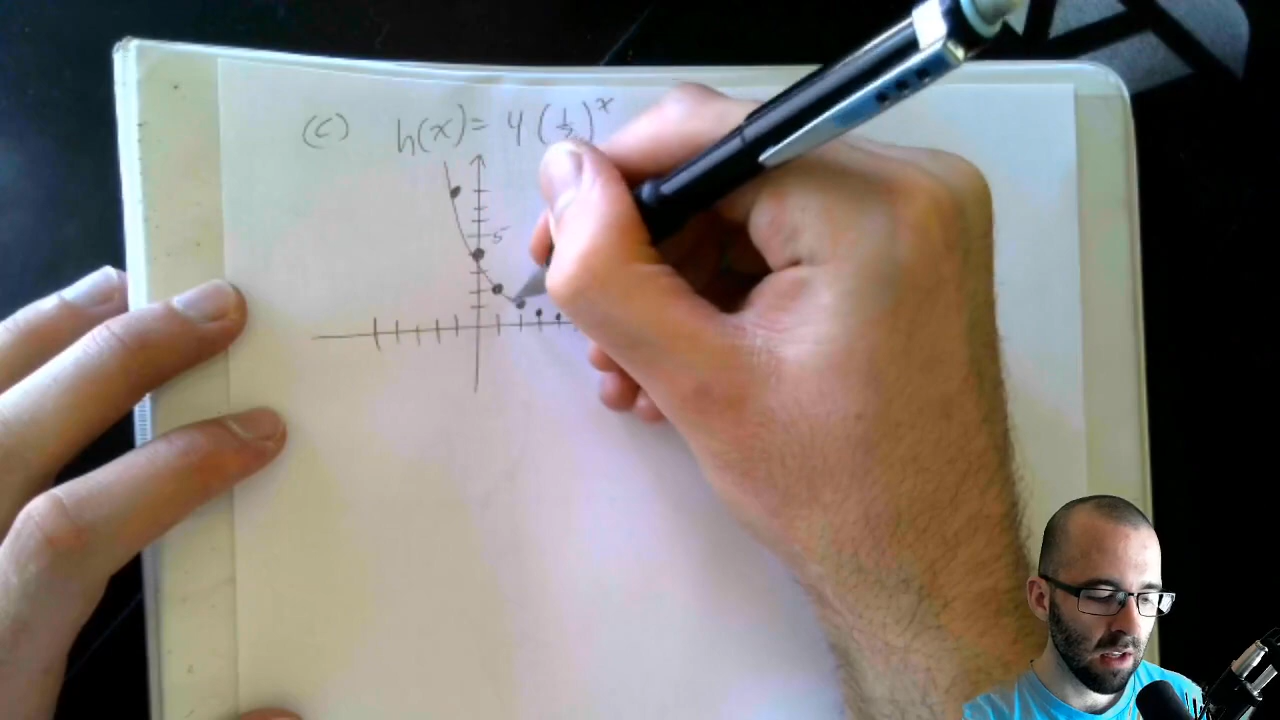 (c) h(x) = 4 (1/2)^x
5